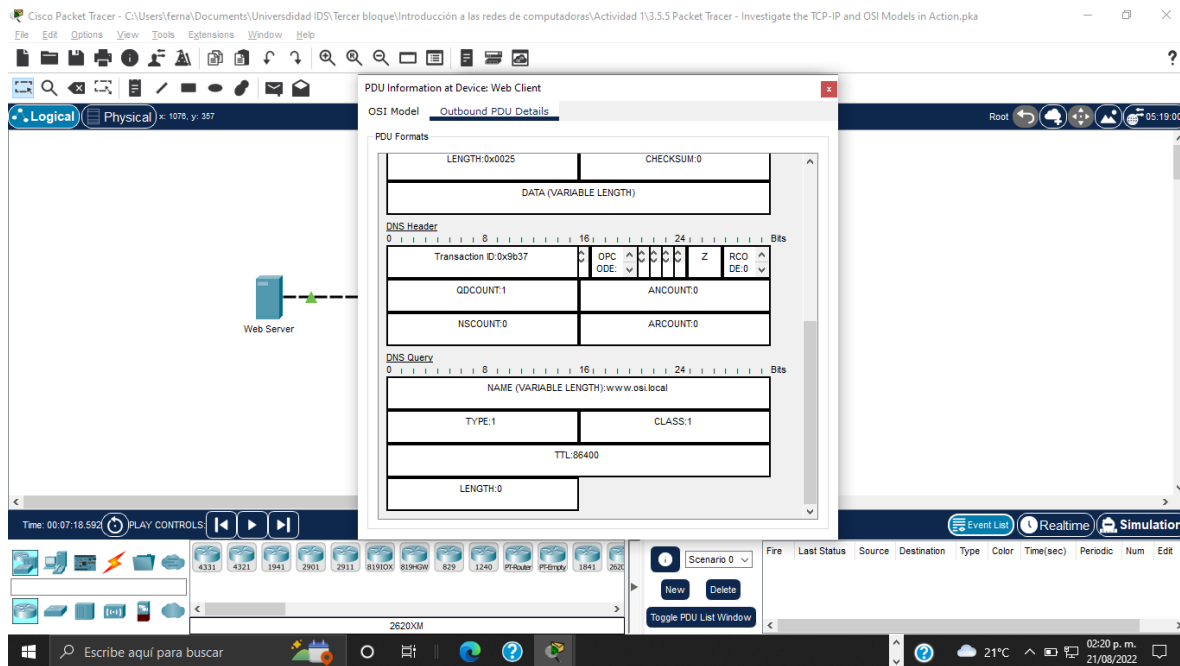 Cisco Packet Tracer - C:\Users\ferna\Documents\Universdidad IDS\Tercer bloque\Introducción a las redes de computadoras\Actividad 1\3.5.5 Packet Tracer - Investigate the TCP-IP and OSI Models in Action.pka
File Edit Options View Tools Extensions Window Help
?
Logical Physical x: 1076, y: 357
Root 05:19:00
PDU Information at Device: Web Client
OSI Model Outbound PDU Details
PDU Formats
LENGTH:0x0025 CHECKSUM:0
DATA (VARIABLE LENGTH)
DNS Header
0 8 16 24 Bits
Transaction ID:0x9b37 OPC ODE: Z RCO DE:0
QDCOUNT:1 ANCOUNT:0
NSCOUNT:0 ARCOUNT:0
DNS Query
0 8 16 24 Bits
NAME (VARIABLE LENGTH):www.osi.local
TYPE:1 CLASS:1
TTL:86400
LENGTH:0
Web Server
Time: 00:07:18.592 PLAY CONTROLS:
Event List Realtime Simulation
4331 4321 1941 2901 2911 819IOX 819HGW 829 1240 PT-Router PT-Empty 1841 2620
2620XM
Scenario 0
New Delete
Toggle PDU List Window
Fire Last Status Source Destination Type Color Time(sec) Periodic Num Edit
Escribe aquí para buscar
21°C
02:20 p. m.
21/08/2022